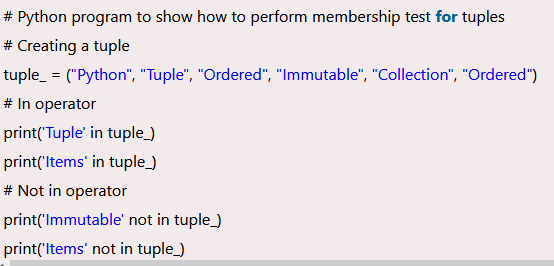 # Python program to show how to perform membership test for tuples
# Creating a tuple
tuple_ = ("Python", "Tuple", "Ordered", "Immutable", "Collection", "Ordered")
# In operator
print('Tuple' in tuple_)
print('Items' in tuple_)
# Not in operator
print('Immutable' not in tuple_)
print('Items' not in tuple_)